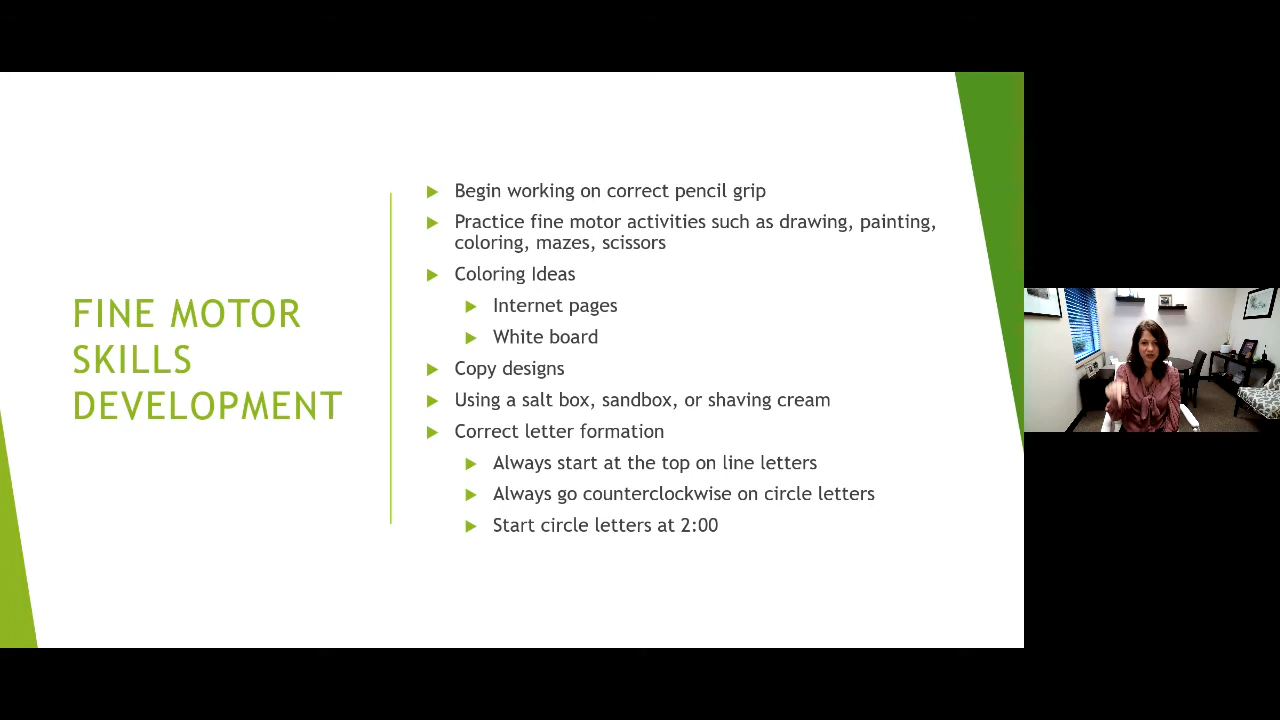 FINE MOTOR
SKILLS
DEVELOPMENT
Begin working on correct pencil grip
Practice fine motor activities such as drawing, painting,
coloring, mazes, scissors
Coloring Ideas
Internet pages
White board
Copy designs
Using a salt box, sandbox, or shaving cream
Correct letter formation
Always start at the top on line letters
Always go counterclockwise on circle letters
Start circle letters at 2:00